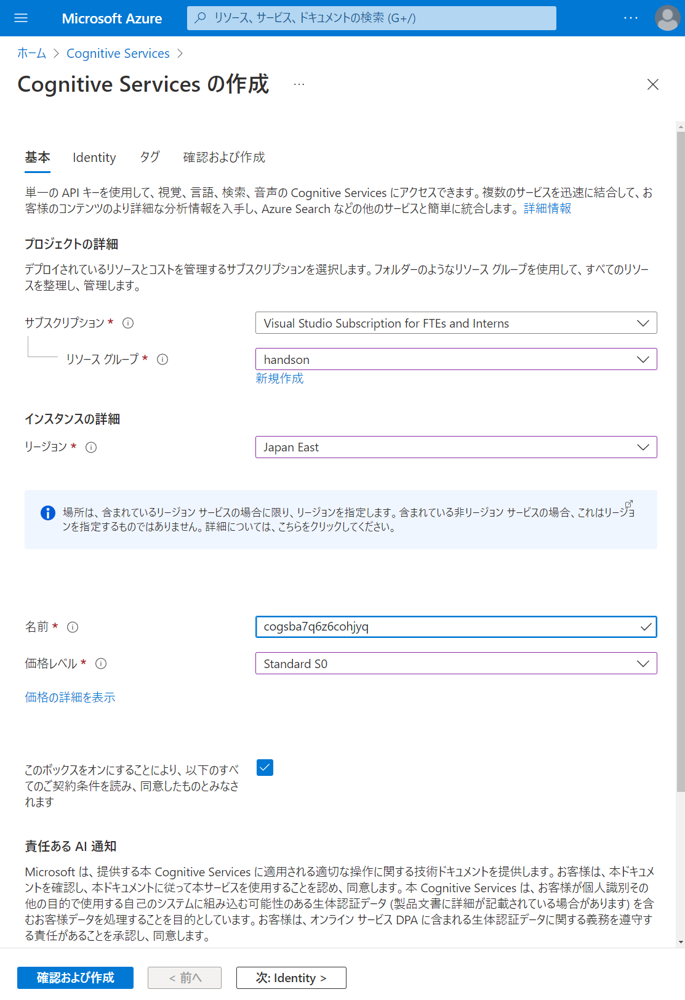 Microsoft Azure
リソース、サービス、ドキュメントの検索 (G+/)
ホーム > Cognitive Services >
Cognitive Services の作成 ...
基本 Identity タグ 確認および作成
単一の API キーを使用して、視覚、言語、検索、音声の Cognitive Services にアクセスできます。複数のサービスを迅速に結合して、お
客様のコンテンツのより詳細な分析情報を入手し、Azure Search などの他のサービスと簡単に統合します。 詳細情報
プロジェクトの詳細
デプロイされているリソースとコストを管理するサブスクリプションを選択します。フォルダーのようなリソース グループを使用して、すべてのリソー
スを整理し、管理します。
サブスクリプション *
Visual Studio Subscription for FTEs and Interns
リソース グループ *
handson
新規作成
インスタンスの詳細
リージョン *
Japan East
場所は、含まれているリージョン サービスの場合に限り、リージョンを指定します。含まれている非リージョン サービスの場合、これはリージョ
ンを指定するものではありません。詳細については、こちらをクリックしてください。
名前 *
cogsba7q6z6cohjyq
価格レベル *
Standard S0
価格の詳細を表示
このボックスをオンにすることにより、以下のすべ
てのご契約条件を読み、同意したものとみなさ
れます
責任ある AI 通知
Microsoft は、提供する本 Cognitive Services に適用される適切な操作に関する技術ドキュメントを提供します。お客様は、本ドキュメ
ントを確認し、本ドキュメントに従って本サービスを使用することを認め、同意します。本 Cognitive Services は、お客様が個人識別その
他の目的で使用する自己のシステムに組み込む可能性のある生体認証データ (製品文書に詳細が記載されている場合があります) を含
むお客様データを処理することを目的としています。お客様は、オンライン サービス DPA に含まれる生体認証データに関する義務を遵守す
る責任があることを承認し、同意します。
確認および作成
< 前へ
次: Identity >